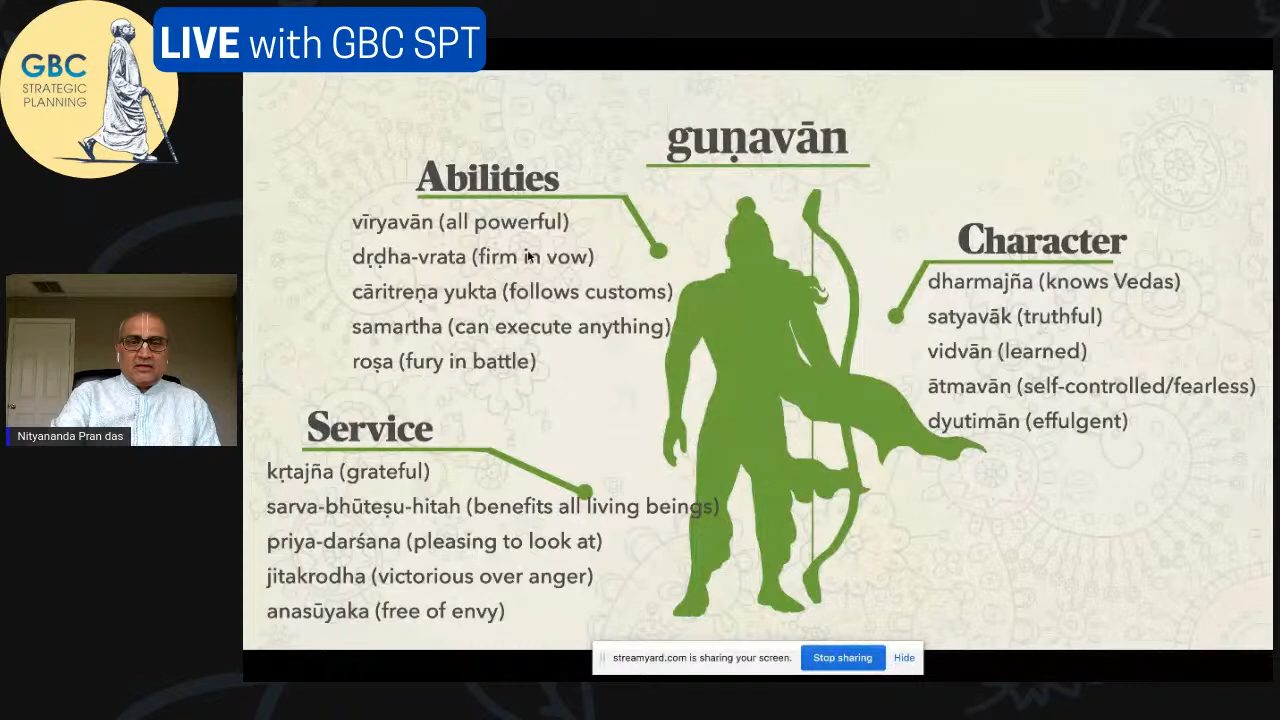 LIVE with GBC SPT
GBC
STRATEGIC
PLANNING
guṇavān
Abilities
vīryavān (all powerful)
dṛḍha-vrata (firm in vow)
cāritreṇa yukta (follows customs)
samartha (can execute anything)
roṣa (fury in battle)
Character
dharmajña (knows Vedas)
satyavāk (truthful)
vidvān (learned)
ātmavān (self-controlled/fearless)
dyutimān (effulgent)
Service
kṛtajña (grateful)
sarva-bhūteṣu-hitah (benefits all living beings)
priya-darśana (pleasing to look at)
jitakrodha (victorious over anger)
anasūyaka (free of envy)
Nityananda Pran das
streamyard.com is sharing your screen. Stop sharing Hide